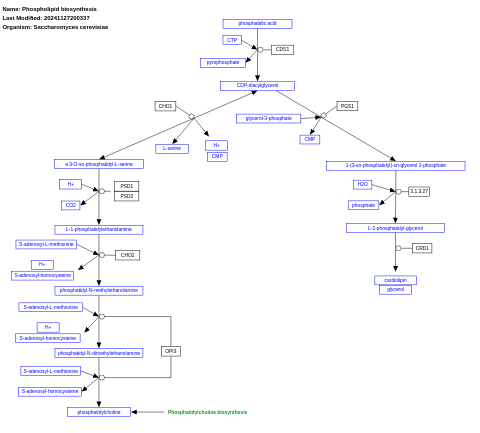 Name: Phospholipid biosynthesis
Last Modified: 20241127200337
Organism: Saccharomyces cerevisiae
phosphatidic acid
CTP
CDS1
pyrophosphate
CDP-diacylglycerol
CHO1
PGS1
glycerol-3-phosphate
L-serine
H+
CMP
CMP
a 3-O-sn-phosphatidyl-L-serine
1-(3-sn-phosphatidyl)-sn-glycerol 3-phosphate
H+
PSD1
PSD2
CO2
H2O
3.1.3.27
phosphate
L-1-phosphatidylethanolamine
L-1-phosphatidyl-glycerol
S-adenosyl-L-methionine
CHO2
H+
S-adenosyl-homocysteine
CRD1
cardiolipin
glycerol
phosphatidyl-N-methylethanolamine
S-adenosyl-L-methionine
H+
S-adenosyl-homocysteine
OPI3
phosphatidyl-N-dimethylethanolamine
S-adenosyl-L-methionine
S-adenosyl-homocysteine
phosphatidylcholine
Phosphatidylcholine biosynthesis